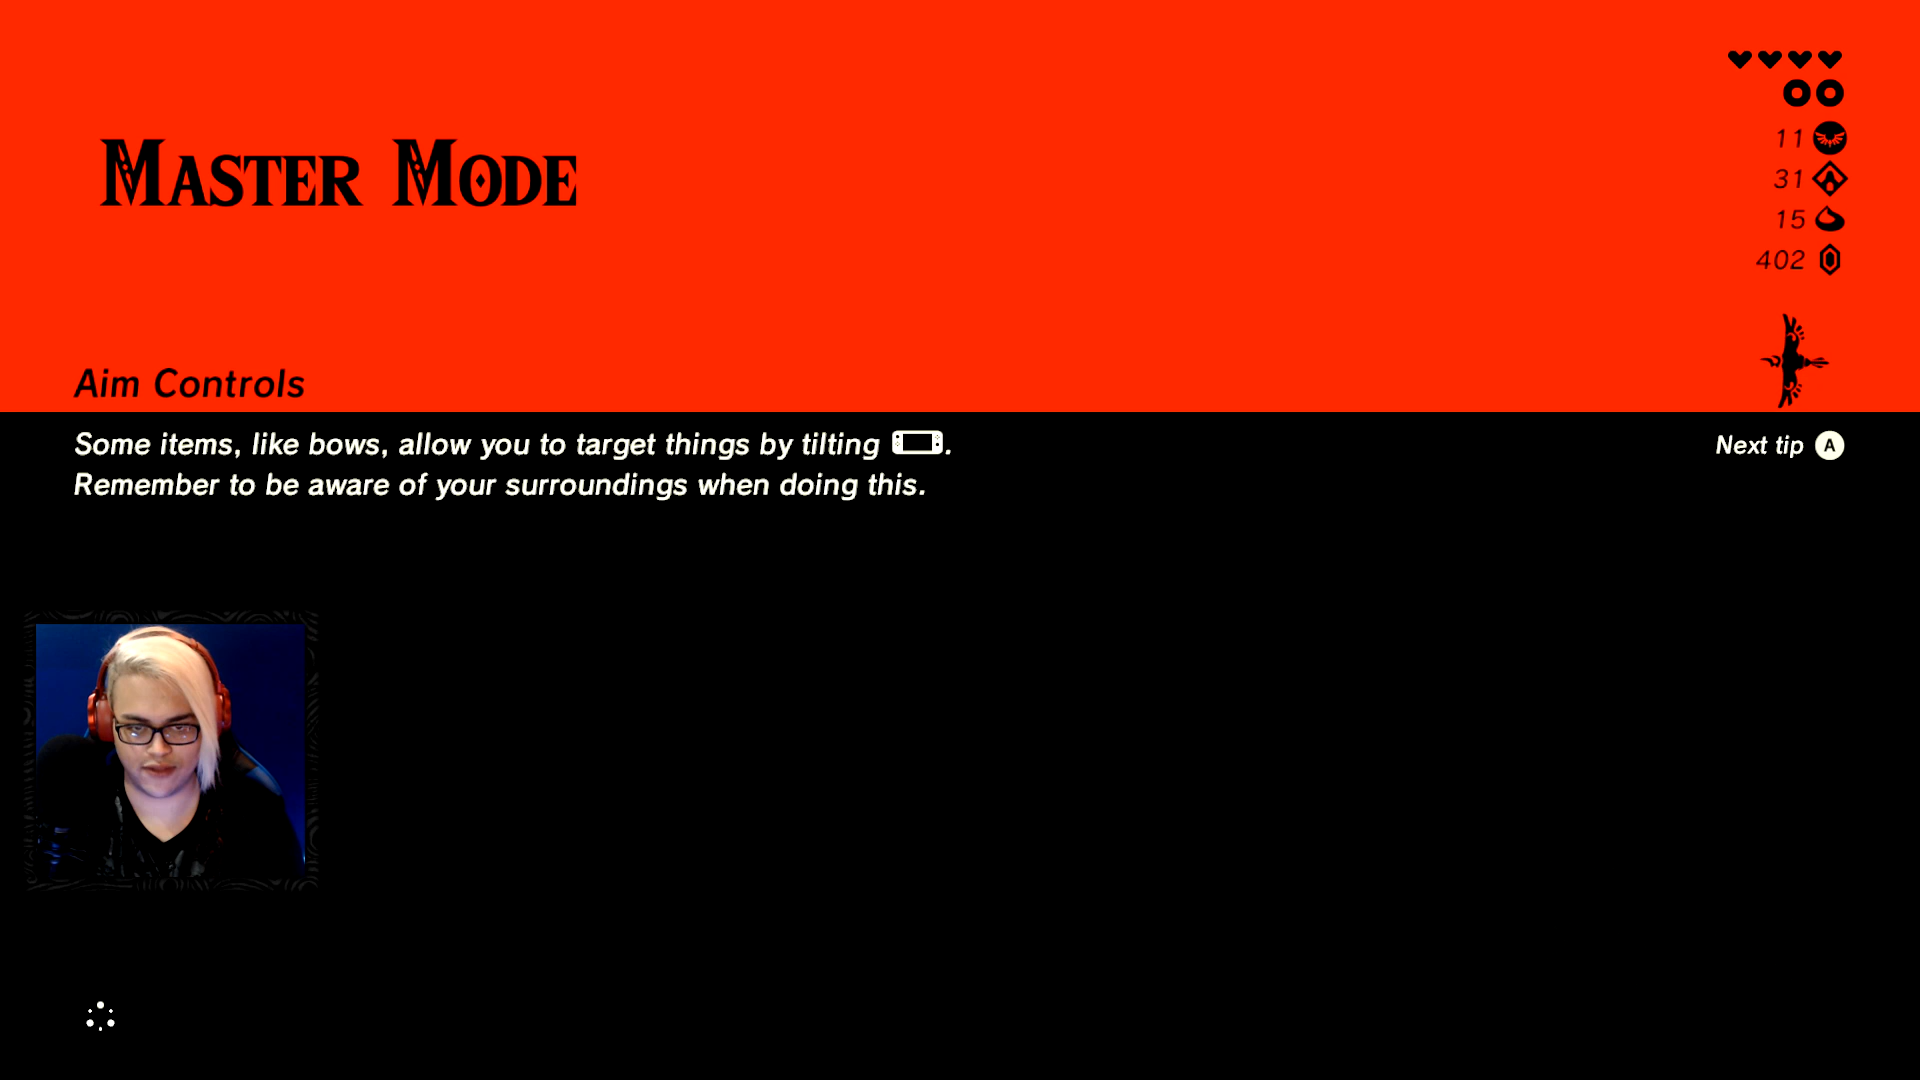 Master Mode
11
31
15
402
Aim Controls
Some items, like bows, allow you to target things by tilting .
Remember to be aware of your surroundings when doing this.
Next tip A